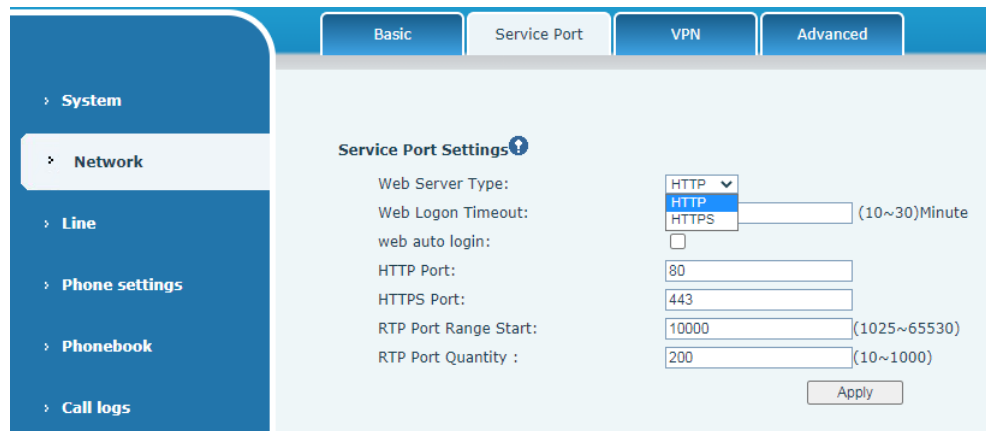 Basic
Service Port
VPN
Advanced
System
Network
Line
Phone settings
Phonebook
Call logs
Service Port Settings
Web Server Type:
HTTP
HTTP
HTTPS
Web Logon Timeout:
(10~30)Minute
web auto login:
HTTP Port:
80
HTTPS Port:
443
RTP Port Range Start:
10000
(1025~65530)
RTP Port Quantity :
200
(10~1000)
Apply